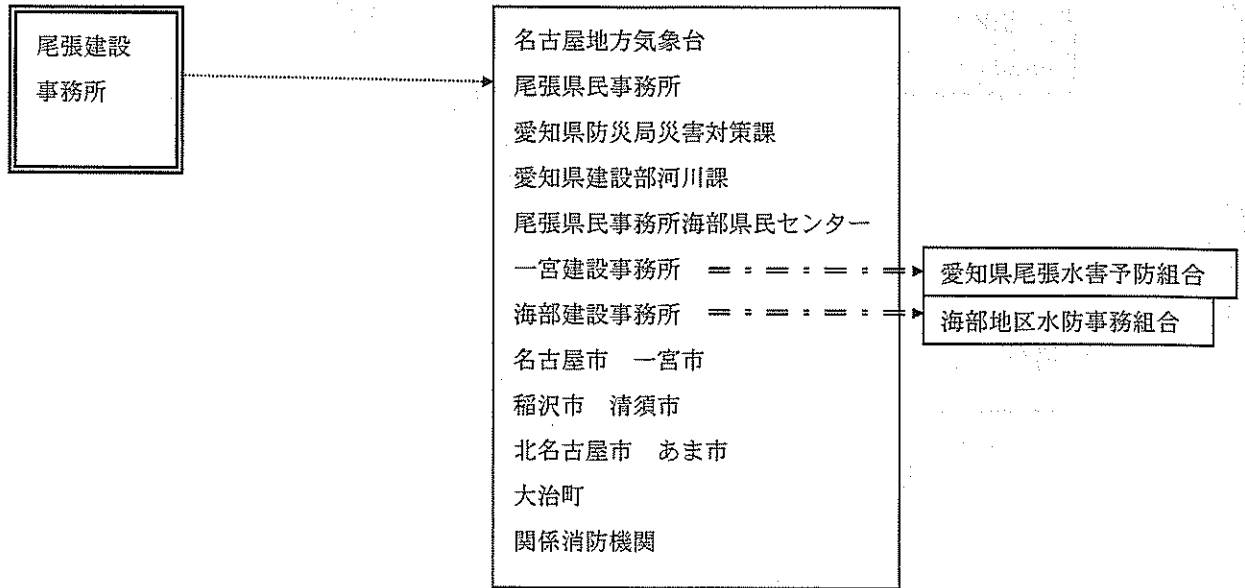 尾張建設
事務所
名古屋地方気象台
尾張県民事務所
愛知県防災局災害対策課
愛知県建設部河川課
尾張県民事務所海部県民センター
一宮建設事務所
愛知県尾張水害予防組合
海部建設事務所
海部地区水防事務組合
名古屋市　一宮市
稲沢市　清須市
北名古屋市　あま市
大治町
関係消防機関